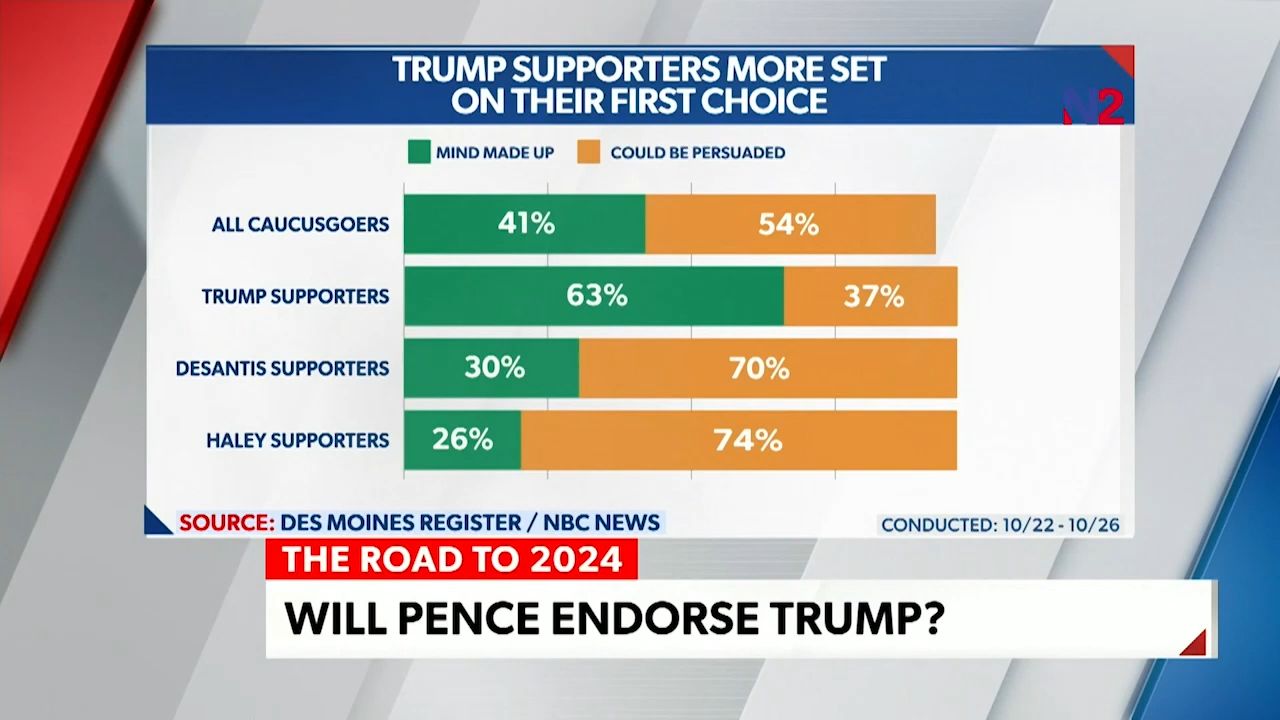 TRUMP SUPPORTERS MORE SET
ON THEIR FIRST CHOICE
N2
MIND MADE UP
COULD BE PERSUADED
ALL CAUCUSGOERS 41% 54%
TRUMP SUPPORTERS 63% 37%
DESANTIS SUPPORTERS 30% 70%
HALEY SUPPORTERS 26% 74%
SOURCE: DES MOINES REGISTER / NBC NEWS
CONDUCTED: 10/22 - 10/26
THE ROAD TO 2024
WILL PENCE ENDORSE TRUMP?